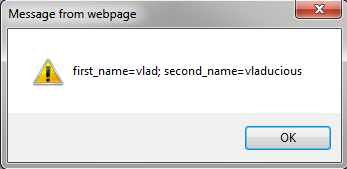 Message from webpage
first_name=vlad; second_name=vladucious
OK